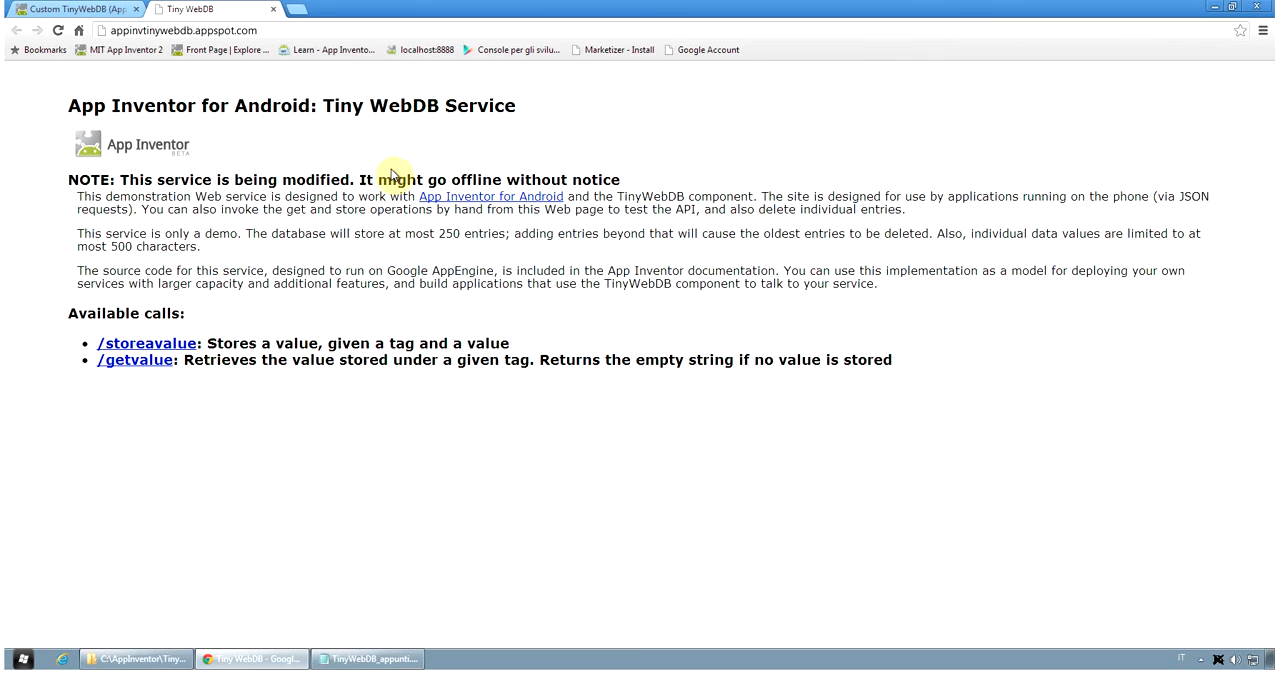 Custom TinyWebDB (App
Tiny WebDB
appinvtinywebdb.appspot.com
Bookmarks MIT App Inventor 2 Front Page | Explore ... Learn - App Invento... localhost:8888 Console per gli svilu... Marketizer - Install Google Account
App Inventor for Android: Tiny WebDB Service
App Inventor
BETA
NOTE: This service is being modified. It might go offline without notice
This demonstration Web service is designed to work with App Inventor for Android and the TinyWebDB component. The site is designed for use by applications running on the phone (via JSON
requests). You can also invoke the get and store operations by hand from this Web page to test the API, and also delete individual entries.
This service is only a demo. The database will store at most 250 entries; adding entries beyond that will cause the oldest entries to be deleted. Also, individual data values are limited to at
most 500 characters.
The source code for this service, designed to run on Google AppEngine, is included in the App Inventor documentation. You can use this implementation as a model for deploying your own
services with larger capacity and additional features, and build applications that use the TinyWebDB component to talk to your service.
Available calls:
• /storeavalue: Stores a value, given a tag and a value
• /getvalue: Retrieves the value stored under a given tag. Returns the empty string if no value is stored
C:\AppInventor\Tiny... Tiny WebDB - Googl... TinyWebDB_appunti.... IT